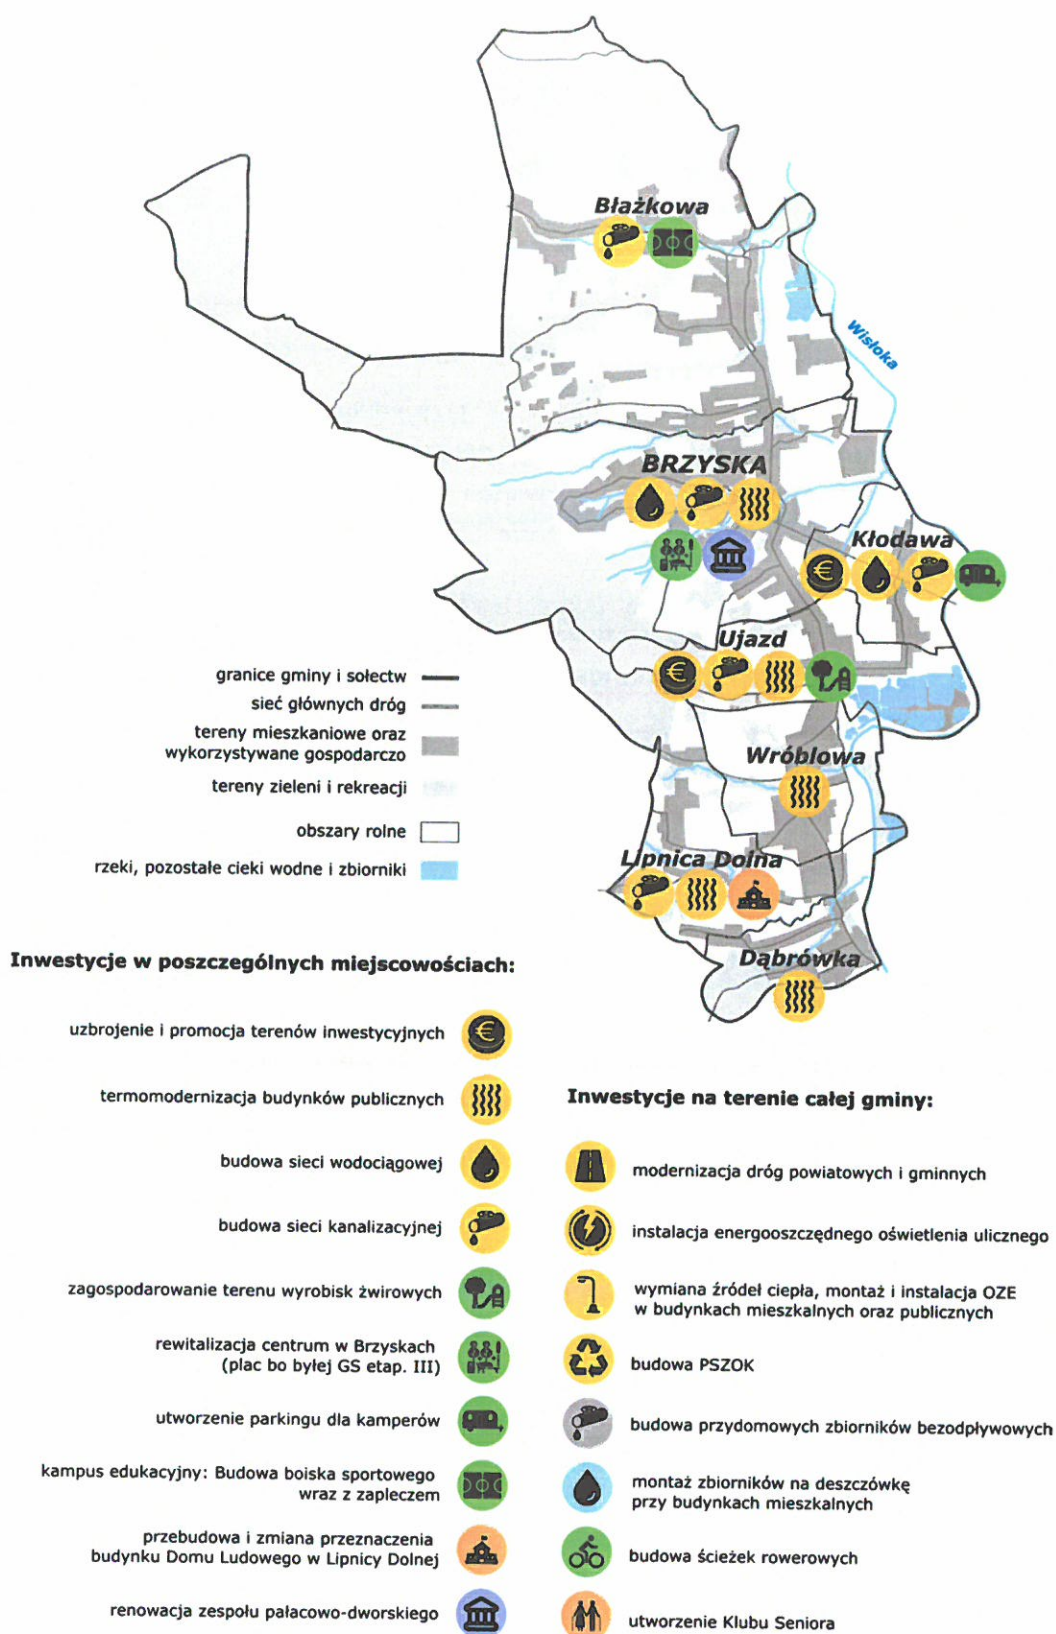 Błażkowa
Wisłoka
BRZYSKA
Kłodawa
Ujazd
Wróblowa
Lipnica Dolna
Dąbrówka
granice gminy i sołectw
sieć głównych dróg
tereny mieszkaniowe oraz
wykorzystywane gospodarczo
tereny zieleni i rekreacji
obszary rolne
rzeki, pozostałe cieki wodne i zbiorniki
Inwestycje w poszczególnych miejscowościach:
uzbrojenie i promocja terenów inwestycyjnych
termomodernizacja budynków publicznych
budowa sieci wodociągowej
budowa sieci kanalizacyjnej
zagospodarowanie terenu wyrobisk żwirowych
rewitalizacja centrum w Brzyskach
(plac bo byłej GS etap. III)
utworzenie parkingu dla kamperów
kampus edukacyjny: Budowa boiska sportowego
wraz z zapleczem
przebudowa i zmiana przeznaczenia
budynku Domu Ludowego w Lipnicy Dolnej
renowacja zespołu pałacowo-dworskiego
Inwestycje na terenie całej gminy:
modernizacja dróg powiatowych i gminnych
instalacja energooszczędnego oświetlenia ulicznego
wymiana źródeł ciepła, montaż i instalacja OZE
w budynkach mieszkalnych oraz publicznych
budowa PSZOK
budowa przydomowych zbiorników bezodpływowych
montaż zbiorników na deszczówkę
przy budynkach mieszkalnych
budowa ścieżek rowerowych
utworzenie Klubu Seniora